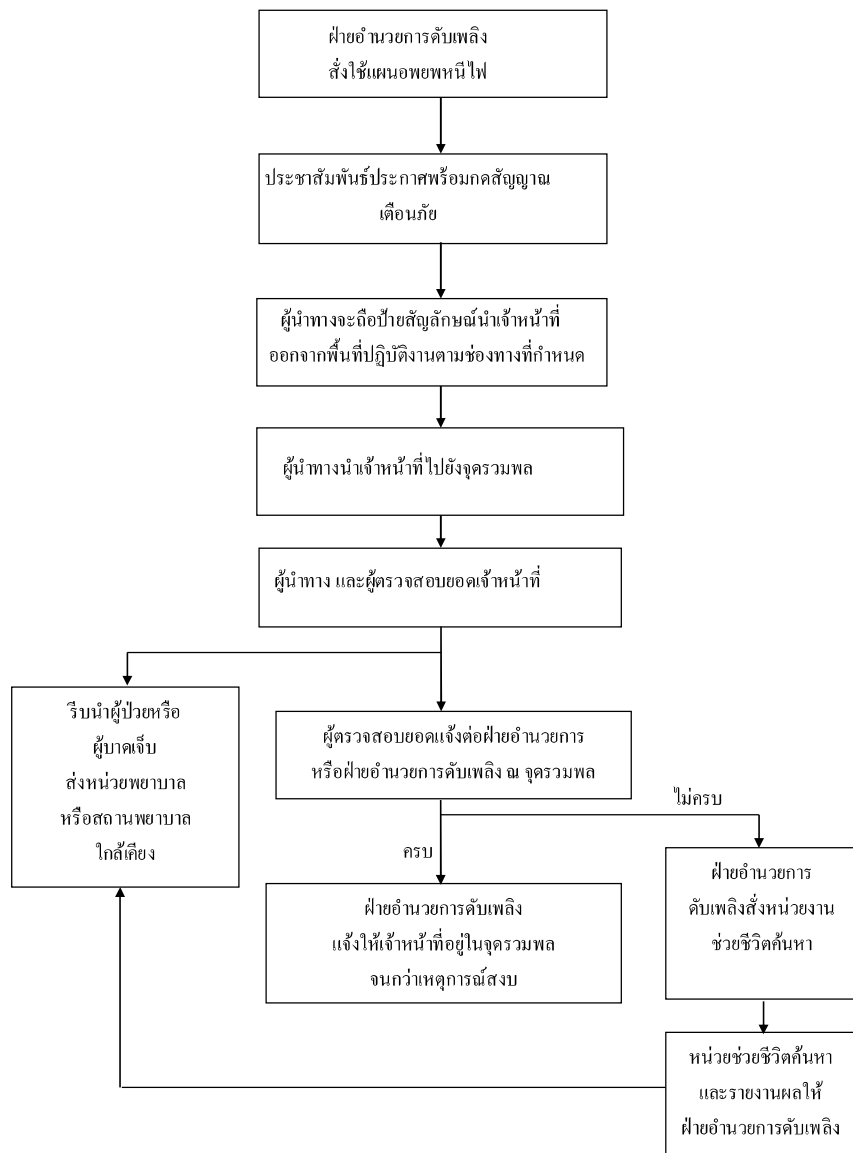 ฝ่ายอำนวยการดับเพลิง
สั่งใช้แผนอพยพหนีไฟ
ประชาสัมพันธ์ประกาศพร้อมกดสัญญาณ
เตือนภัย
ผู้นำทางจะถือป้ายสัญลักษณ์นำเจ้าหน้าที่
ออกจากพื้นที่ปฏิบัติงานตามช่องทางที่กำหนด
ผู้นำทางนำเจ้าหน้าที่ไปยังจุดรวมพล
ผู้นำทาง และผู้ตรวจสอบยอดเจ้าหน้าที่
รีบนำผู้ป่วยหรือ
ผู้บาดเจ็บ
ส่งหน่วยพยาบาล
หรือสถานพยาบาล
ใกล้เคียง
ผู้ตรวจสอบยอดแจ้งต่อฝ่ายอำนวยการ
หรือฝ่ายอำนวยการดับเพลิง ณ จุดรวมพล
ไม่ครบ
ครบ
ฝ่ายอำนวยการดับเพลิง
แจ้งให้เจ้าหน้าที่อยู่ในจุดรวมพล
จนกว่าเหตุการณ์สงบ
ฝ่ายอำนวยการ
ดับเพลิงสั่งหน่วยงาน
ช่วยชีวิตค้นหา
หน่วยช่วยชีวิตค้นหา
และรายงานผลให้
ฝ่ายอำนวยการดับเพลิง